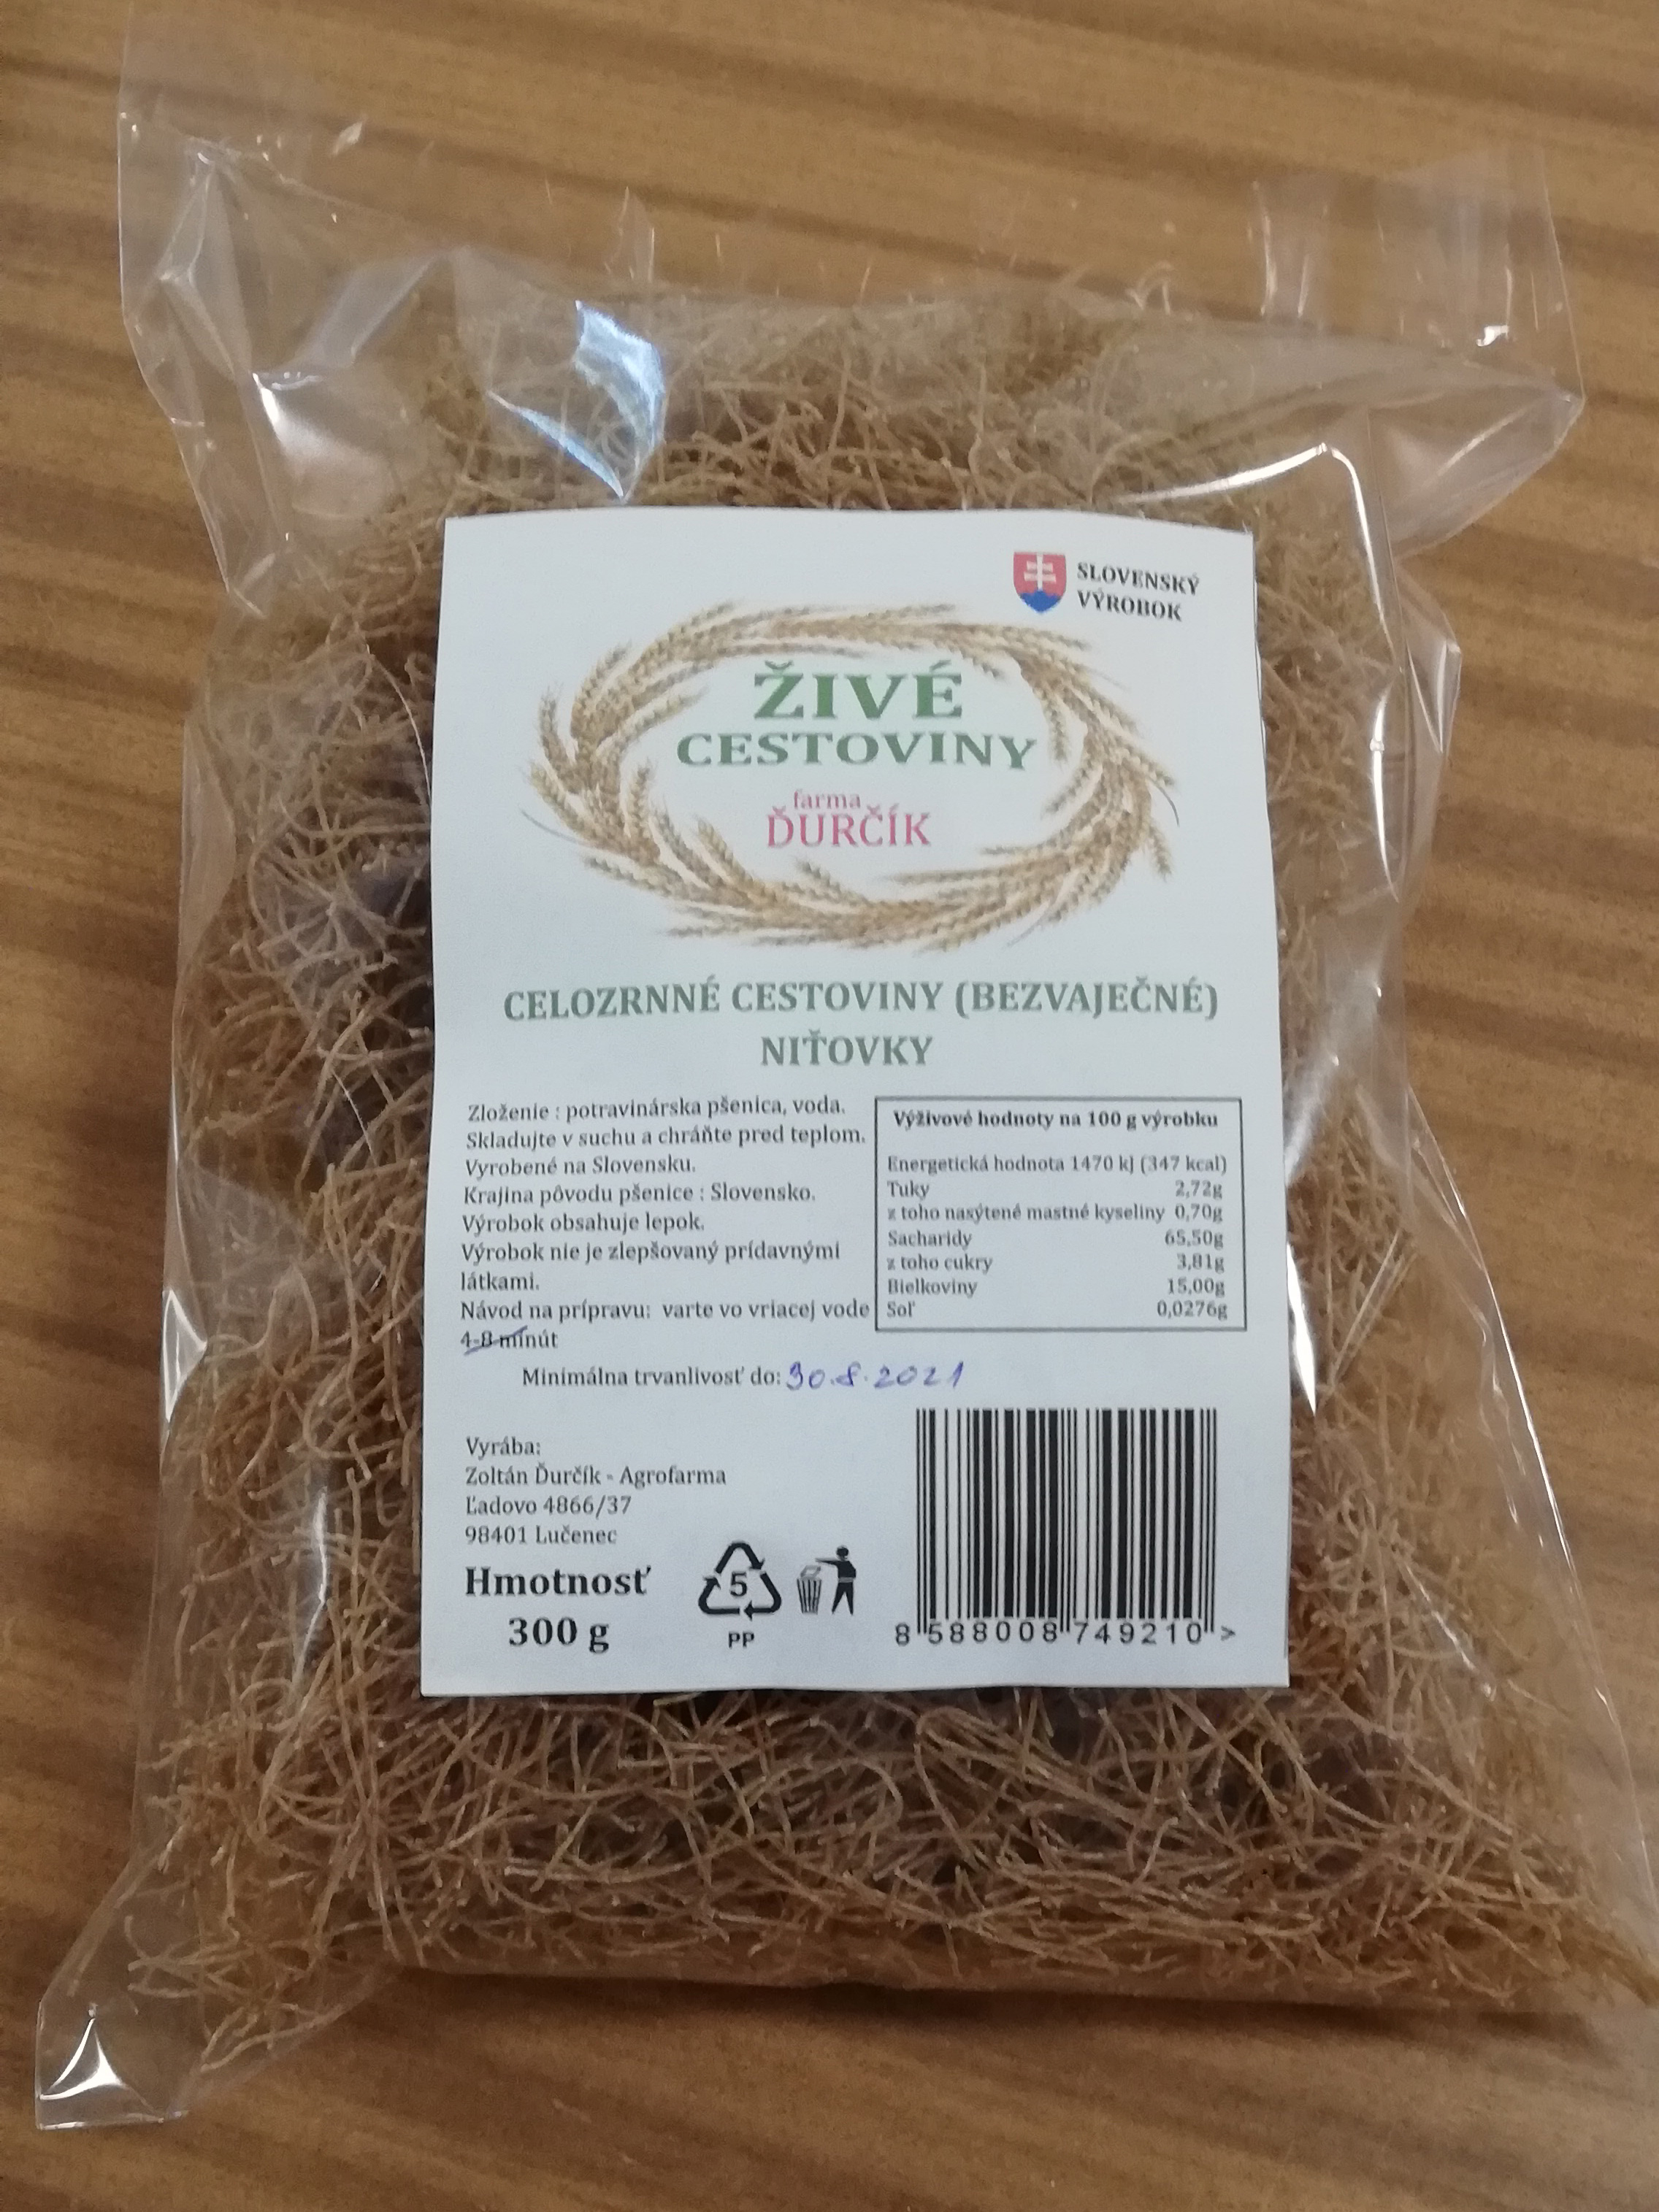 SLOVENSKÝ
VÝROBOK
ŽIVÉ
CESTOVINY
farma
ĎURČÍK
CELOZRNNÉ CESTOVINY (BEZVAJEČNÉ)
NIŤOVKY
Zloženie : potravinárska pšenica, voda.
Skladujte v suchu a chráňte pred teplom.
Vyrobené na Slovensku.
Krajina pôvodu pšenice : Slovensko.
Výrobok obsahuje lepok.
Výrobok nie je zlepšovaný prídavnými
látkami.
Návod na prípravu: varte vo vriacej vode
4-8 minút
Výživové hodnoty na 100 g výrobku
Energetická hodnota 1470 kJ (347 kcal)
Tuky 2,72g
z toho nasýtené mastné kyseliny 0,70g
Sacharidy 65,50g
z toho cukry 3,81g
Bielkoviny 15,00g
Soľ 0,0276g
Minimálna trvanlivosť do: 30.8.2021
Vyrába:
Zoltán Ďurčík - Agrofarma
Ľadovo 4866/37
98401 Lučenec
Hmotnosť
300 g
5
PP
8 588008 749210 >